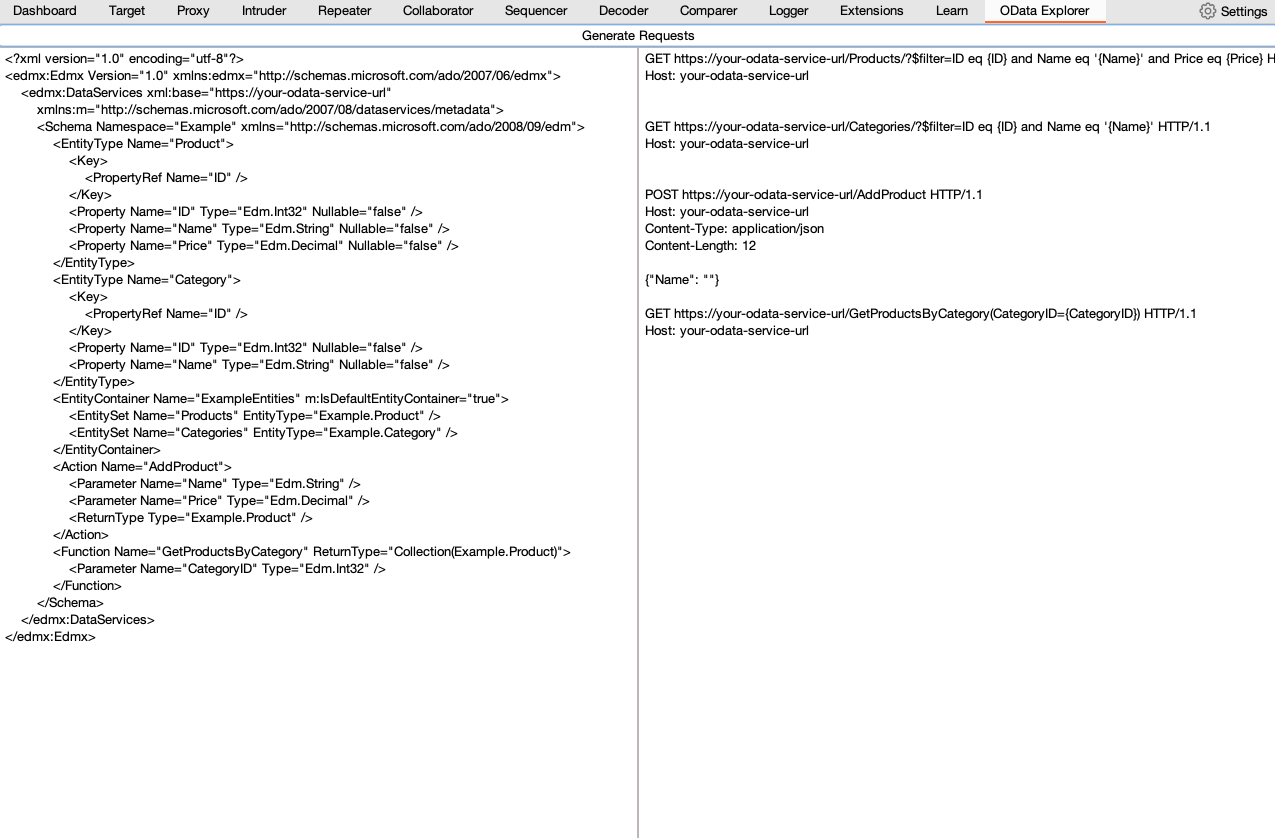 Dashboard Target Proxy Intruder Repeater Collaborator Sequencer Decoder Comparer Logger Extensions Learn OData Explorer Settings
Generate Requests
<?xml version="1.0" encoding="utf-8"?>
<edmx:Edmx Version="1.0" xmlns:edmx="http://schemas.microsoft.com/ado/2007/06/edmx">
<edmx:DataServices xml:base="https://your-odata-service-url"
xmlns:m="http://schemas.microsoft.com/ado/2007/08/dataservices/metadata">
<Schema Namespace="Example" xmlns="http://schemas.microsoft.com/ado/2008/09/edm">
<EntityType Name="Product">
<Key>
<PropertyRef Name="ID" />
</Key>
<Property Name="ID" Type="Edm.Int32" Nullable="false" />
<Property Name="Name" Type="Edm.String" Nullable="false" />
<Property Name="Price" Type="Edm.Decimal" Nullable="false" />
</EntityType>
<EntityType Name="Category">
<Key>
<PropertyRef Name="ID" />
</Key>
<Property Name="ID" Type="Edm.Int32" Nullable="false" />
<Property Name="Name" Type="Edm.String" Nullable="false" />
</EntityType>
<EntityContainer Name="ExampleEntities" m:IsDefaultEntityContainer="true">
<EntitySet Name="Products" EntityType="Example.Product" />
<EntitySet Name="Categories" EntityType="Example.Category" />
</EntityContainer>
<Action Name="AddProduct">
<Parameter Name="Name" Type="Edm.String" />
<Parameter Name="Price" Type="Edm.Decimal" />
<ReturnType Type="Example.Product" />
</Action>
<Function Name="GetProductsByCategory" ReturnType="Collection(Example.Product)">
<Parameter Name="CategoryID" Type="Edm.Int32" />
</Function>
</Schema>
</edmx:DataServices>
</edmx:Edmx>
GET https://your-odata-service-url/Products/?$filter=ID eq {ID} and Name eq '{Name}' and Price eq {Price} H
Host: your-odata-service-url
GET https://your-odata-service-url/Categories/?$filter=ID eq {ID} and Name eq '{Name}' HTTP/1.1
Host: your-odata-service-url
POST https://your-odata-service-url/AddProduct HTTP/1.1
Host: your-odata-service-url
Content-Type: application/json
Content-Length: 12
{"Name": ""}
GET https://your-odata-service-url/GetProductsByCategory(CategoryID={CategoryID}) HTTP/1.1
Host: your-odata-service-url